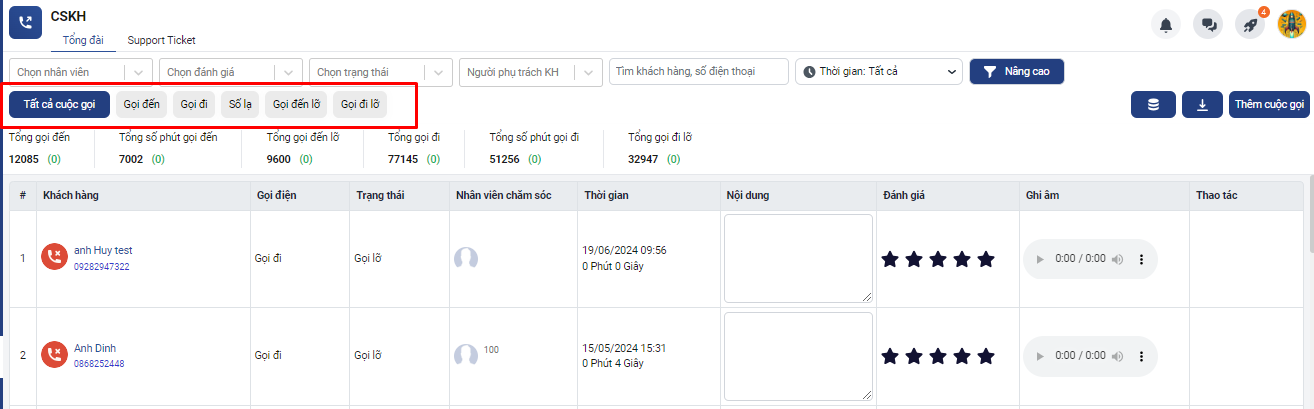 CSKH
4
Tổng đài Support Ticket
Chọn nhân viên Chọn đánh giá Chọn trạng thái Người phụ trách KH Tìm khách hàng, số điện thoại Thời gian: Tất cả Nâng cao
Tất cả cuộc gọi Gọi đến Gọi đi Số lạ Gọi đến lỡ Gọi đi lỡ Thêm cuộc gọi
Tổng gọi đến Tổng số phút gọi đến Tổng gọi đến lỡ Tổng gọi đi Tổng số phút gọi đi Tổng gọi đi lỡ
12085 (0) 7002 (0) 9600 (0) 77145 (0) 51256 (0) 32947 (0)
# Khách hàng Gọi điện Trạng thái Nhân viên chăm sóc Thời gian Nội dung Đánh giá Ghi âm Thao tác
1 anh Huy test Gọi đi Gọi lỡ 19/06/2024 09:56 0:00 / 0:00
09282947322 0 Phút 0 Giây
2 Anh Dinh Gọi đi Gọi lỡ 100 15/05/2024 15:31 0:00 / 0:00
0868252448 0 Phút 4 Giây